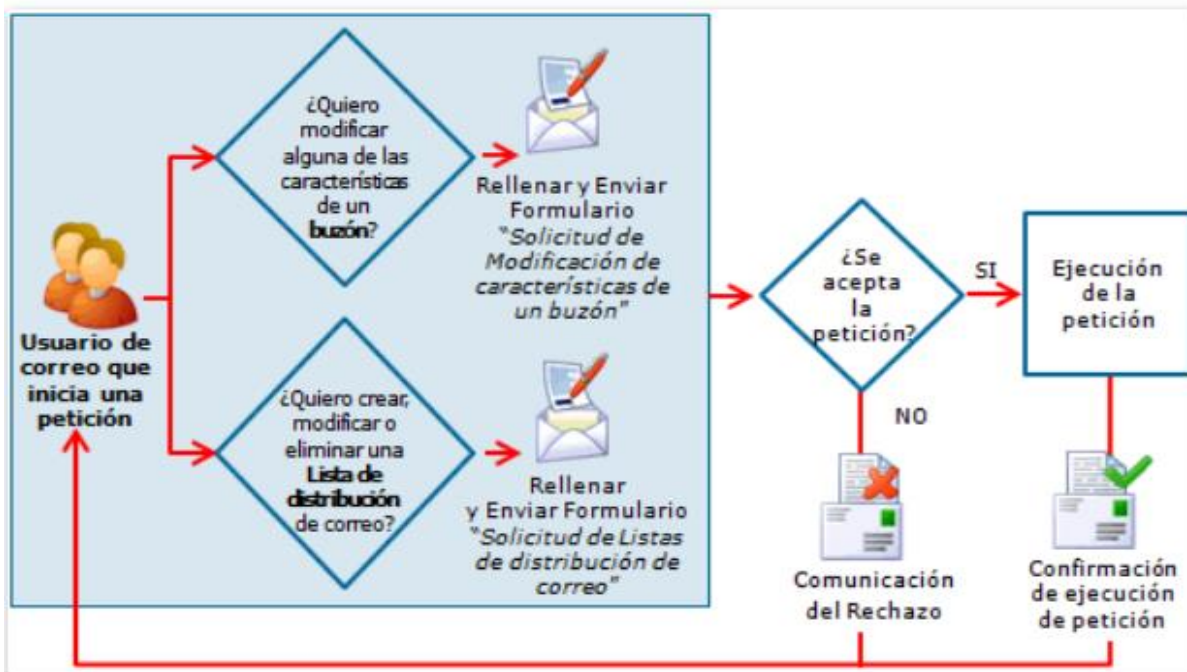 ¿Quiero
modificar
alguna de las
características
de un
buzón?
Rellenar y Enviar
Formulario
"Solicitud de
Modificación de
características de
un buzón"
Usuario de
correo que
inicia una
petición
¿Quiero crear,
modificar o
eliminar una
Lista de
distribución
de correo?
Rellenar
y Enviar Formulario
"Solicitud de Listas
de distribución de
correo"
¿Se
acepta
la
petición?
SI
Ejecución
de la
petición
NO
Comunicación
del Rechazo
Confirmación
de ejecución
de petición